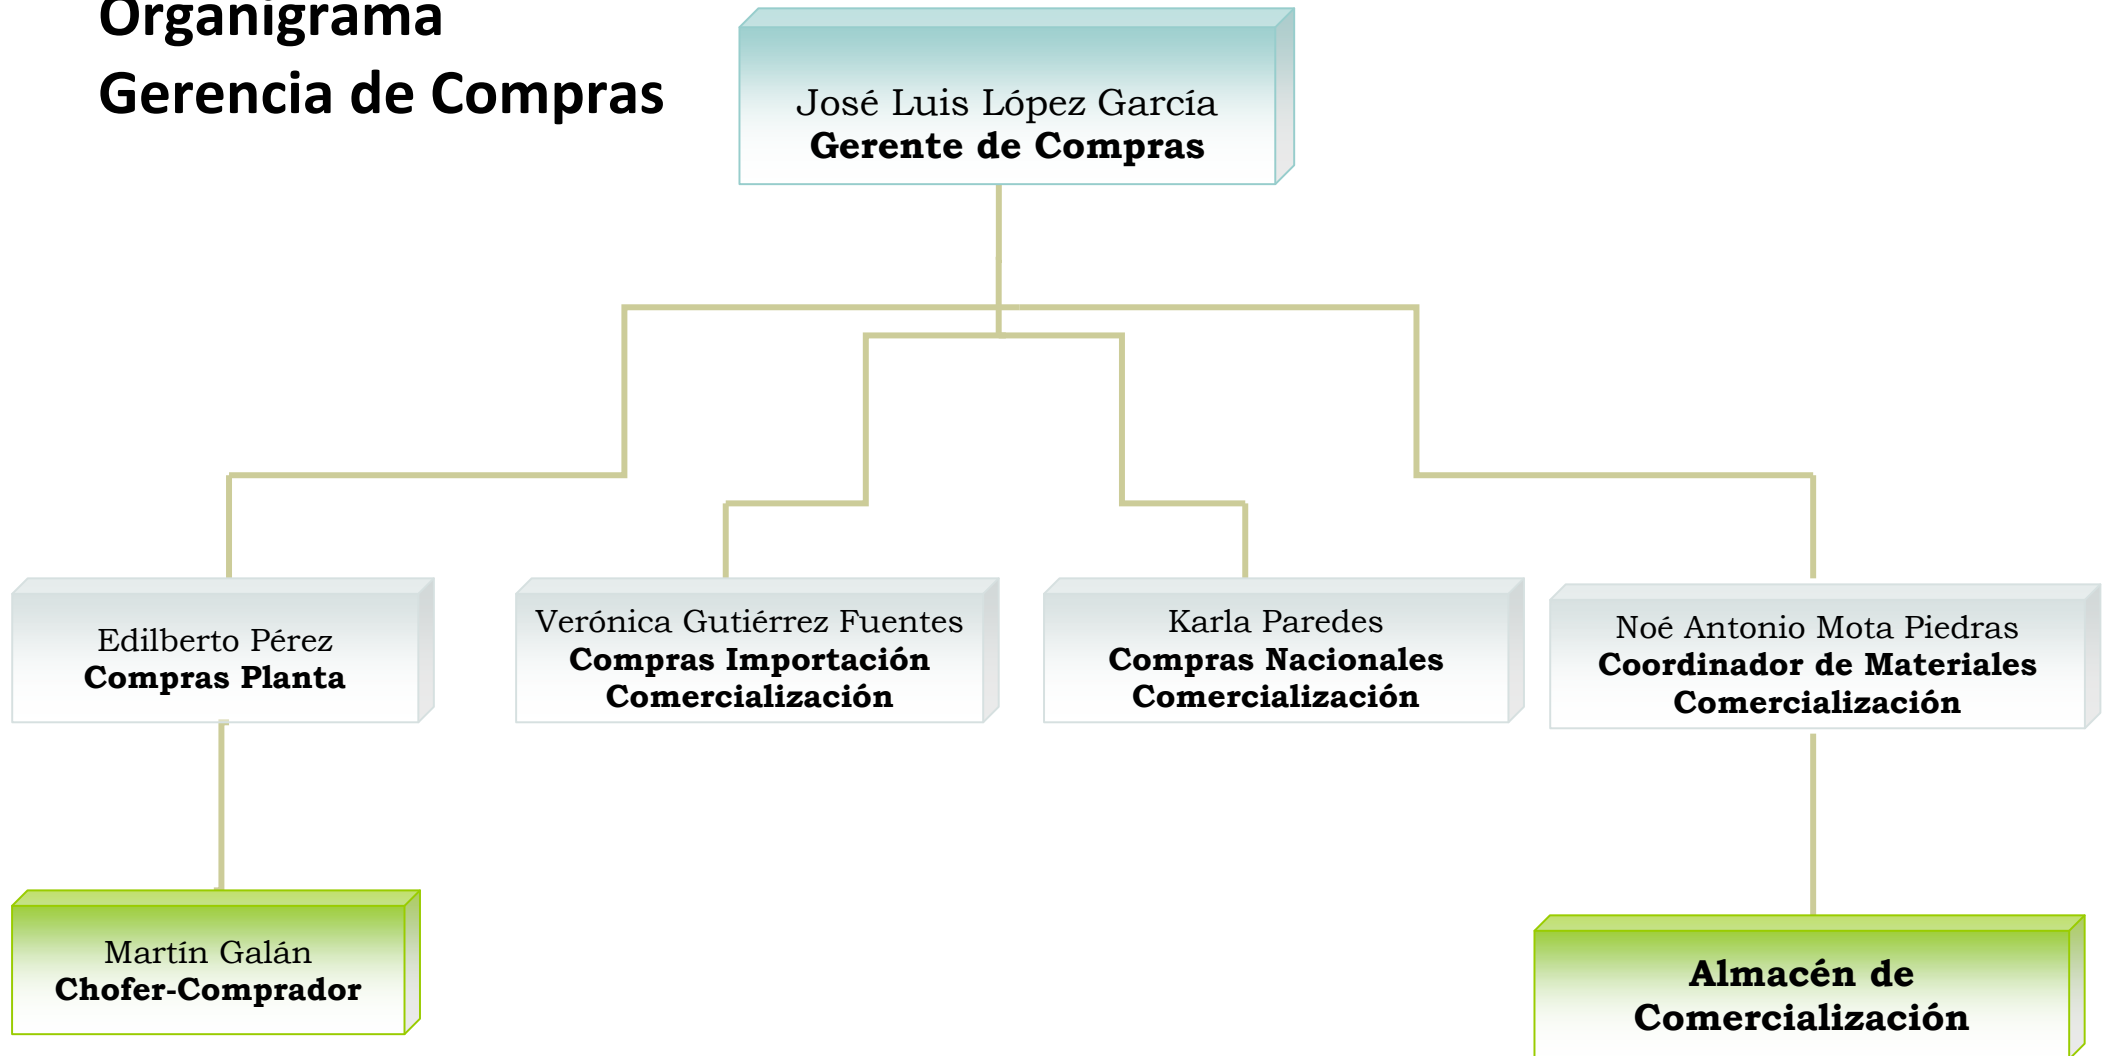 Organigrama
Gerencia de Compras
José Luis López García
Gerente de Compras
Edilberto Pérez
Compras Planta
Verónica Gutiérrez Fuentes
Compras Importación
Comercialización
Karla Paredes
Compras Nacionales
Comercialización
Noé Antonio Mota Piedras
Coordinador de Materiales
Comercialización
Martín Galán
Chofer-Comprador
Almacén de
Comercialización